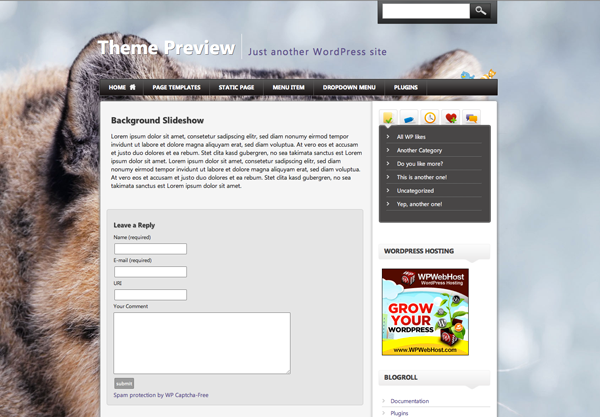 Theme Preview
Just another WordPress site
HOME
PAGE TEMPLATES
STATIC PAGE
MENU ITEM
DROPDOWN MENU
PLUGINS
Background Slideshow
Lorem ipsum dolor sit amet, consetetur sadipscing elitr, sed diam nonumy eirmod tempor
invidunt ut labore et dolore magna aliquyam erat, sed diam voluptua. At vero eos et accusam
et justo duo dolores et ea rebum. Stet clita kasd gubergren, no sea takimata sanctus est Lorem
ipsum dolor sit amet. Lorem ipsum dolor sit amet, consetetur sadipscing elitr, sed diam
nonumy eirmod tempor invidunt ut labore et dolore magna aliquyam erat, sed diam voluptua.
At vero eos et accusam et justo duo dolores et ea rebum. Stet clita kasd gubergren, no sea
takimata sanctus est Lorem ipsum dolor sit amet.
Leave a Reply
Name (required)
E-mail (required)
URI
Your Comment
submit
Spam protection by WP Captcha-Free
All WP likes
Another Category
Do you like more?
This is another one!
Uncategorized
Yep, another one!
WORDPRESS HOSTING
WPWebHost
WordPress Hosting
GROW
YOUR
WORDPRESS
www.WPWebHost.com
BLOGROLL
Documentation
Plugins